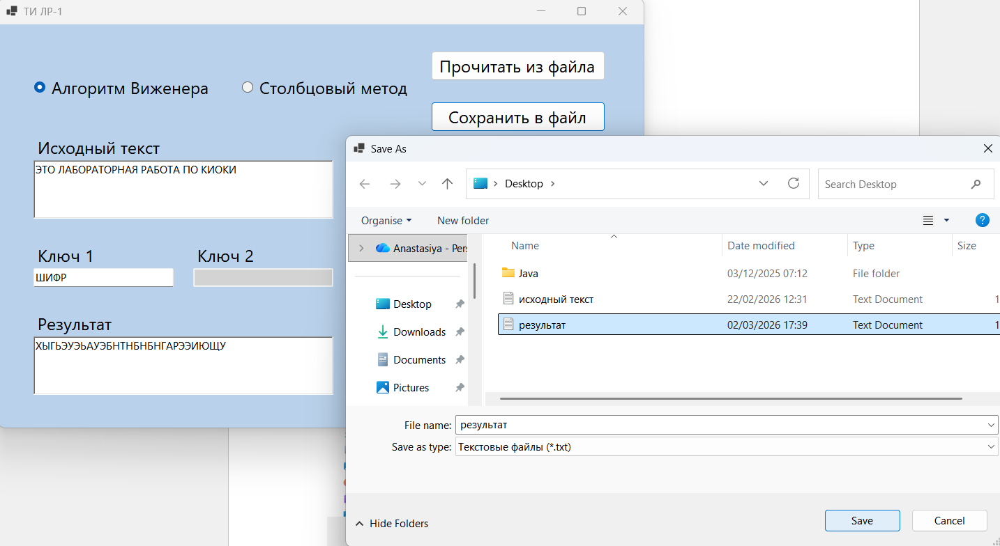 ТИ ЛР-1
Прочитать из файла
Алгоритм Виженера
Столбцовый метод
Сохранить в файл
Исходный текст
ЭТО ЛАБОРАТОРНАЯ РАБОТА ПО КИОКИ
Ключ 1
Ключ 2
ШИФР
Результат
ХЫГЬЭУЭЬАУЭБНТНБНБНГАРЭЭИЮЩУ
Save As
Desktop
Search Desktop
Organise
New folder
Anastasiya - Pers
Desktop
Downloads
Documents
Pictures
Name Date modified Type Size
Java 03/12/2025 07:12 File folder
исходный текст 22/02/2026 12:31 Text Document 1
результат 02/03/2026 17:39 Text Document 1
File name: результат
Save as type: Текстовые файлы (*.txt)
Hide Folders
Save
Cancel